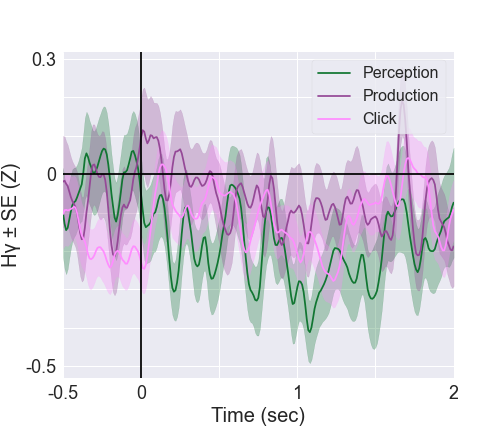 0.3
0
-0.5
Hγ ± SE (Z)
Perception
Production
Click
-0.5
0
1
2
Time (sec)